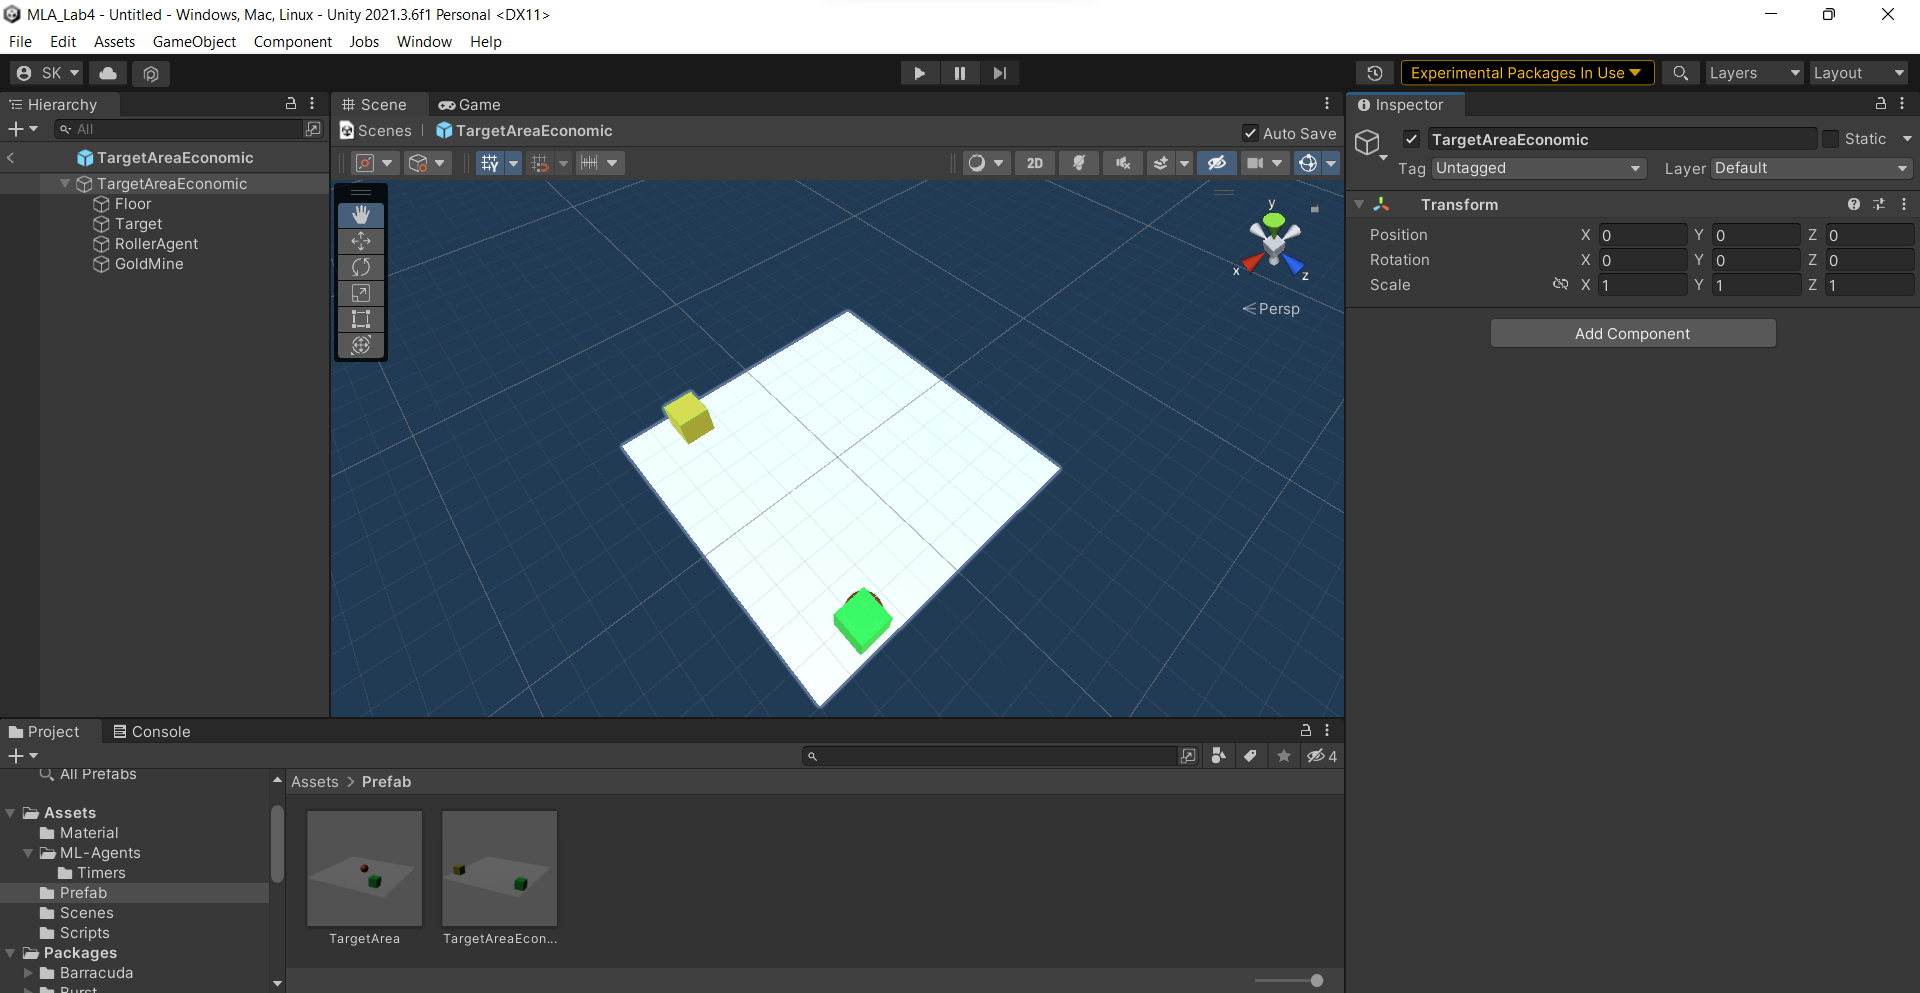 MLA_Lab4 - Untitled - Windows, Mac, Linux - Unity 2021.3.6f1 Personal <DX11>
File Edit Assets GameObject Component Jobs Window Help
SK
Experimental Packages In Use
Layers
Layout
Hierarchy
All
TargetAreaEconomic
TargetAreaEconomic
Floor
Target
RollerAgent
GoldMine
Scene
Game
Scenes
TargetAreaEconomic
Auto Save
2D
y
x
z
Persp
Inspector
TargetAreaEconomic
Static
Tag Untagged
Layer Default
Transform
Position X 0 Y 0 Z 0
Rotation X 0 Y 0 Z 0
Scale X 1 Y 1 Z 1
Add Component
Project
Console
4
All Prefabs
Assets
Material
ML-Agents
Timers
Prefab
Scenes
Scripts
Packages
Barracuda
Burst
Assets > Prefab
TargetArea
TargetAreaEcon...